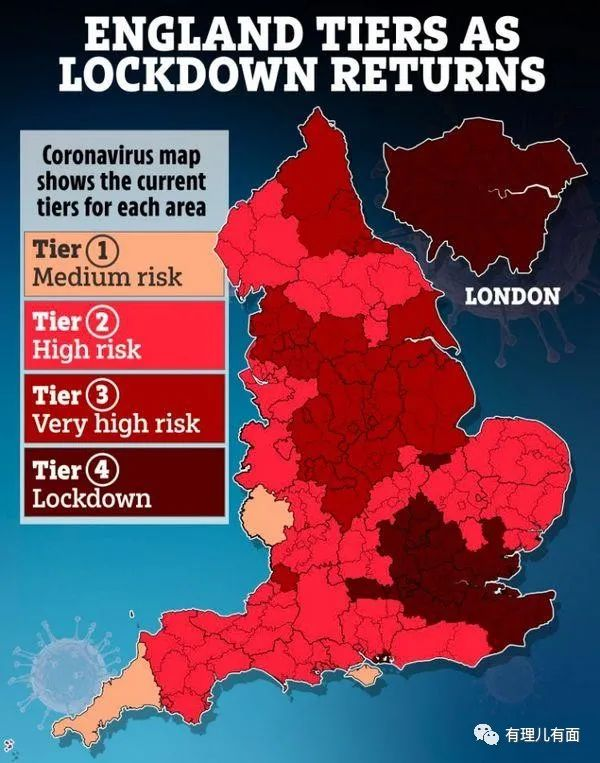 ENGLAND TIERS AS
LOCKDOWN RETURNS
Coronavirus map
shows the current
tiers for each area
Tier 1
Medium risk
Tier 2
High risk
Tier 3
Very high risk
Tier 4
Lockdown
LONDON
有理儿有面